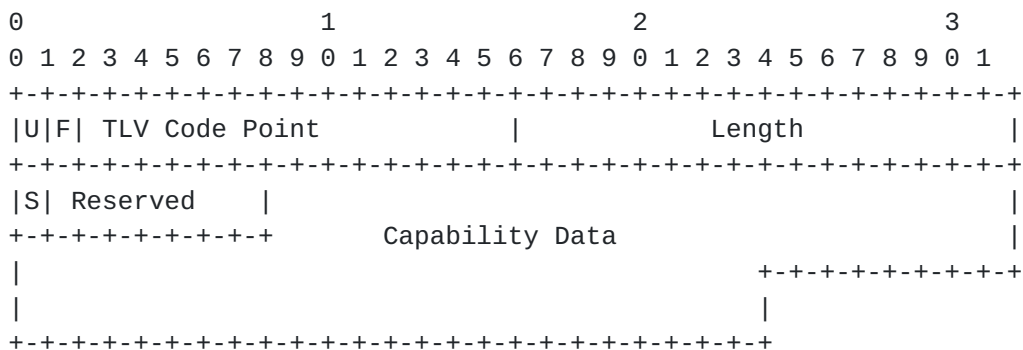 0                   1                   2                   3
0 1 2 3 4 5 6 7 8 9 0 1 2 3 4 5 6 7 8 9 0 1 2 3 4 5 6 7 8 9 0 1
+-+-+-+-+-+-+-+-+-+-+-+-+-+-+-+-+-+-+-+-+-+-+-+-+-+-+-+-+-+-+-+-+
|U|F| TLV Code Point            |            Length             |
+-+-+-+-+-+-+-+-+-+-+-+-+-+-+-+-+-+-+-+-+-+-+-+-+-+-+-+-+-+-+-+-+
|S| Reserved    |                                               |
+-+-+-+-+-+-+-+-+       Capability Data                         |
|                                               +-+-+-+-+-+-+-+-+
|                                               |
+-+-+-+-+-+-+-+-+-+-+-+-+-+-+-+-+-+-+-+-+-+-+-+-+